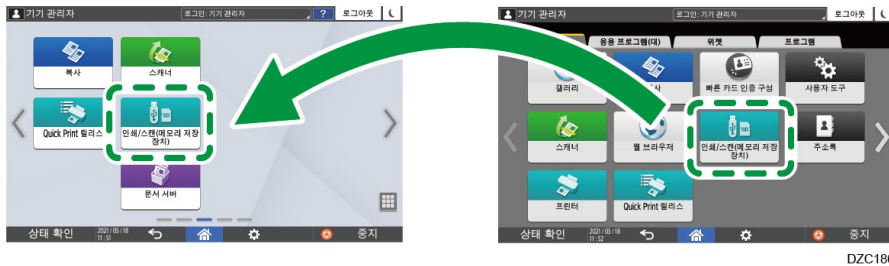 기기 관리자
로그인: 기기 관리자
?
로그아웃
복사
스캐너
Quick Print 릴리스
인쇄/스캔(메모리 저장
장치)
문서 서버
상태 확인
2021/05/18
11:51
중지
기기 관리자
로그인: 기기 관리자
로그아웃
응용 프로그램(대)
위젯
프로그램
갤러리
사
빠른 카드 인증 구성
사용자 도구
스캐너
웹 브라우저
인쇄/스캔(메모리 저장
장치)
주소록
프린터
Quick Print 릴리스
상태 확인
2021/05/18
11:52
중지